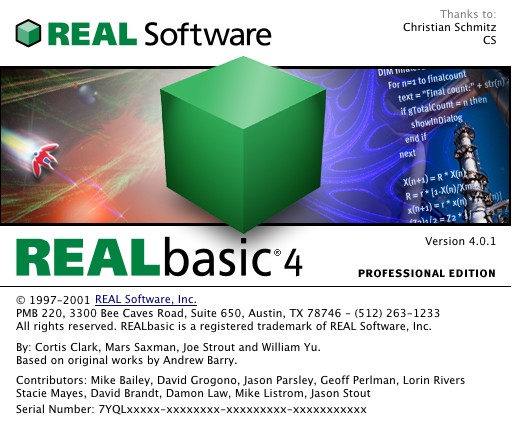 REAL Software
Thanks to:
Christian Schmitz
CS
DIM
For n=1 to finalcount
text = "Final count:" + str(n)
if gTotalCount = n then
showInDialog
end if
next
X(n+1) = R * X(n)
R = r * [1-X(n)/Xm
x(n+1) = r * x(n)
REALbasic® 4
Version 4.0.1
PROFESSIONAL EDITION
© 1997-2001 REAL Software, Inc.
PMB 220, 3300 Bee Caves Road, Suite 650, Austin, TX 78746 – (512) 263-1233
All rights reserved. REALbasic is a registered trademark of REAL Software, Inc.
By: Cortis Clark, Mars Saxman, Joe Strout and William Yu.
Based on original works by Andrew Barry.
Contributors: Mike Bailey, David Grogono, Jason Parsley, Geoff Perlman, Lorin Rivers
Stacie Mayes, David Brandt, Damon Law, Mike Listrom, Jason Stout
Serial Number: 7YQLxxxxx-xxxxxxxx-xxxxxxxxx-xxxxxxxxxxx